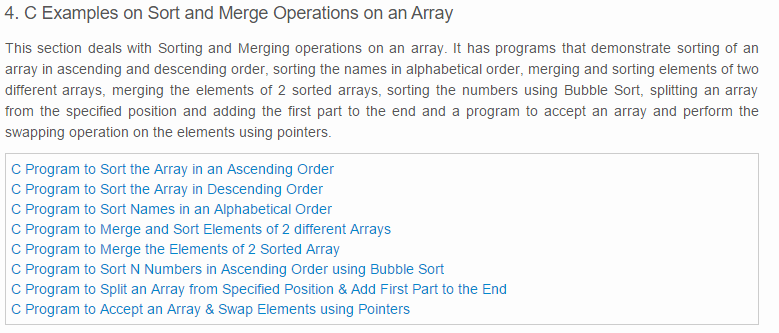 4. C Examples on Sort and Merge Operations on an Array
This section deals with Sorting and Merging operations on an array. It has programs that demonstrate sorting of an
array in ascending and descending order, sorting the names in alphabetical order, merging and sorting elements of two
different arrays, merging the elements of 2 sorted arrays, sorting the numbers using Bubble Sort, splitting an array
from the specified position and adding the first part to the end and a program to accept an array and perform the
swapping operation on the elements using pointers.
C Program to Sort the Array in an Ascending Order
C Program to Sort the Array in Descending Order
C Program to Sort Names in an Alphabetical Order
C Program to Merge and Sort Elements of 2 different Arrays
C Program to Merge the Elements of 2 Sorted Array
C Program to Sort N Numbers in Ascending Order using Bubble Sort
C Program to Split an Array from Specified Position & Add First Part to the End
C Program to Accept an Array & Swap Elements using Pointers